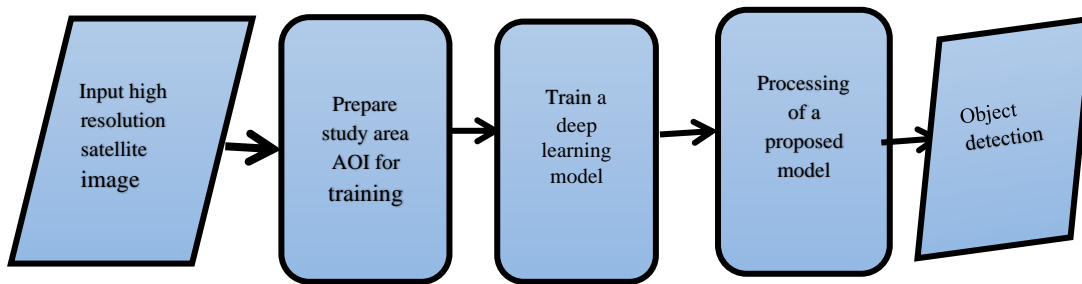 Input high
resolution
satellite
image
Prepare
study area
AOI for
training
Train a
deep
learning
model
Processing
of a
proposed
model
Object
detection